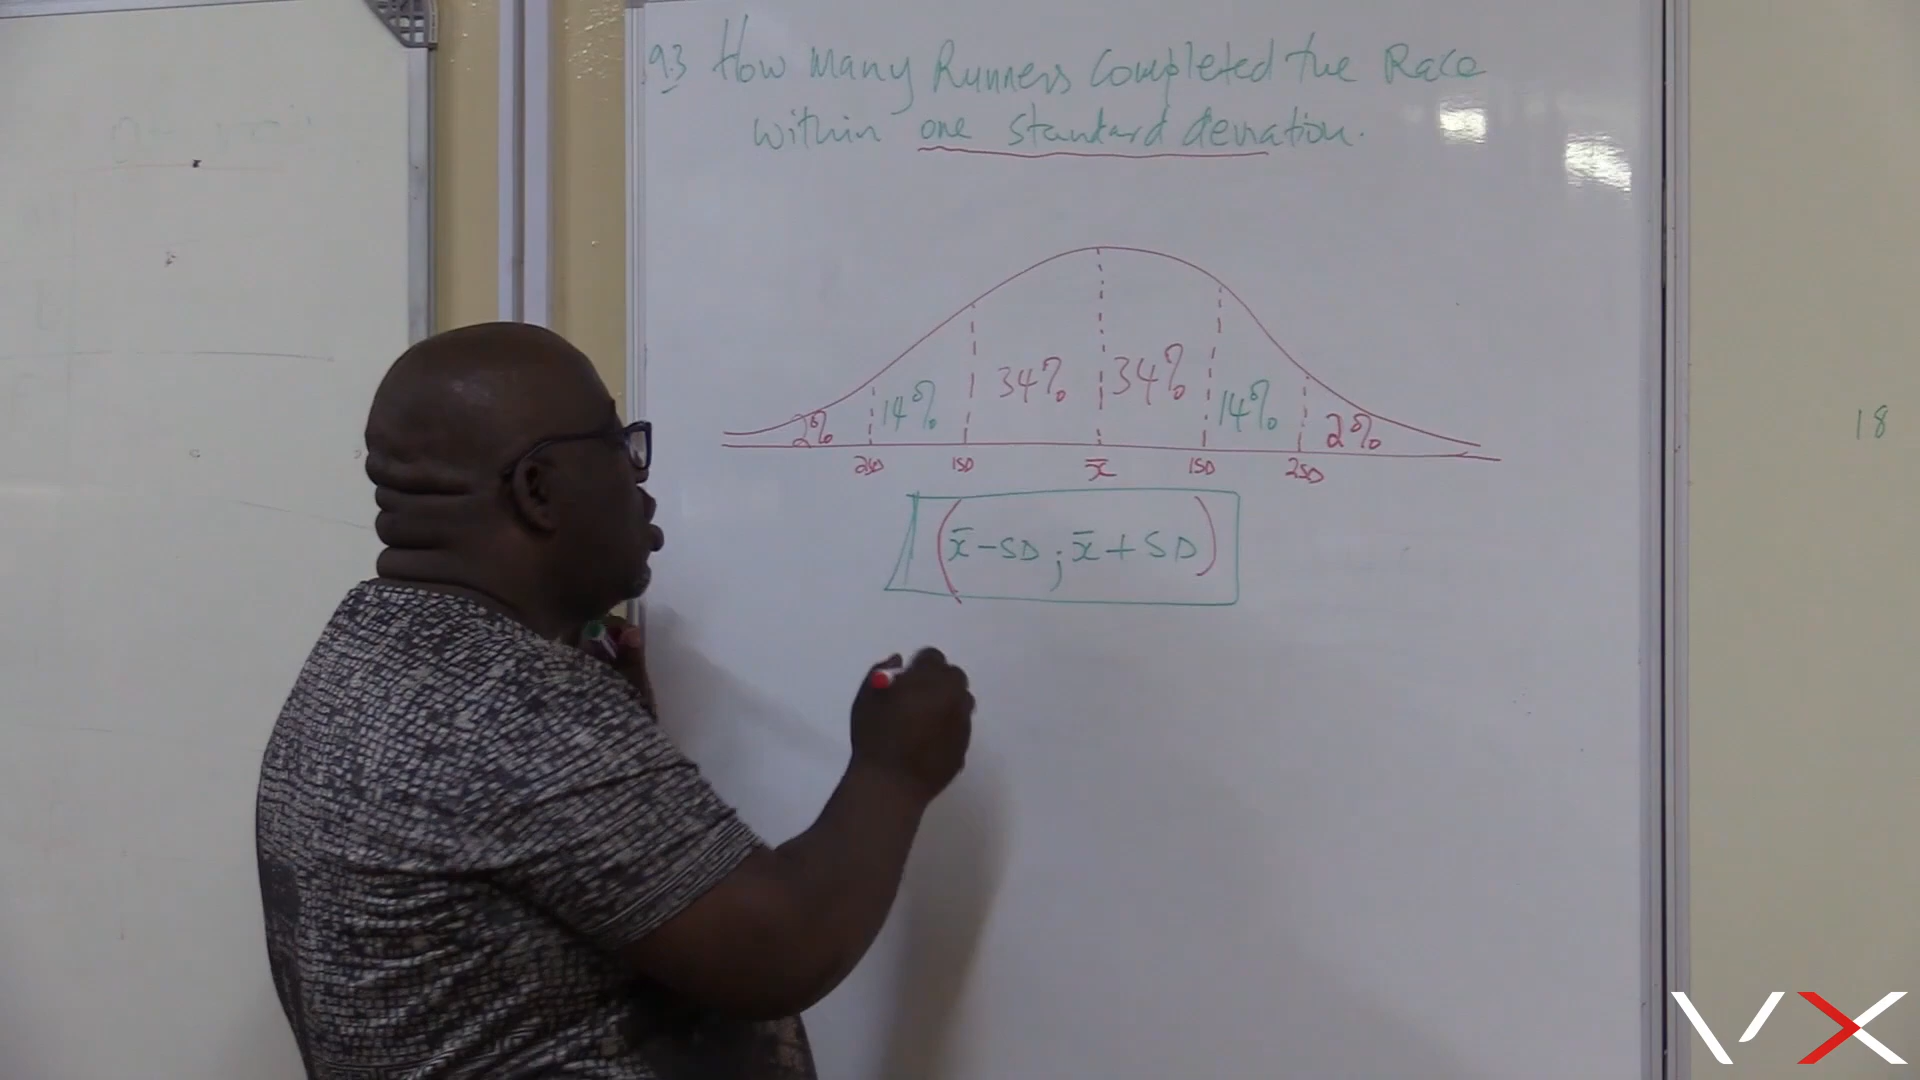 9.3 How Many Runners Completed the Race
within one standard deviation.
2% 14% 34% 34% 14% 2%
2SD 1SD x̄ 1SD 2SD
(x̄-SD ; x̄+SD)
18
VX